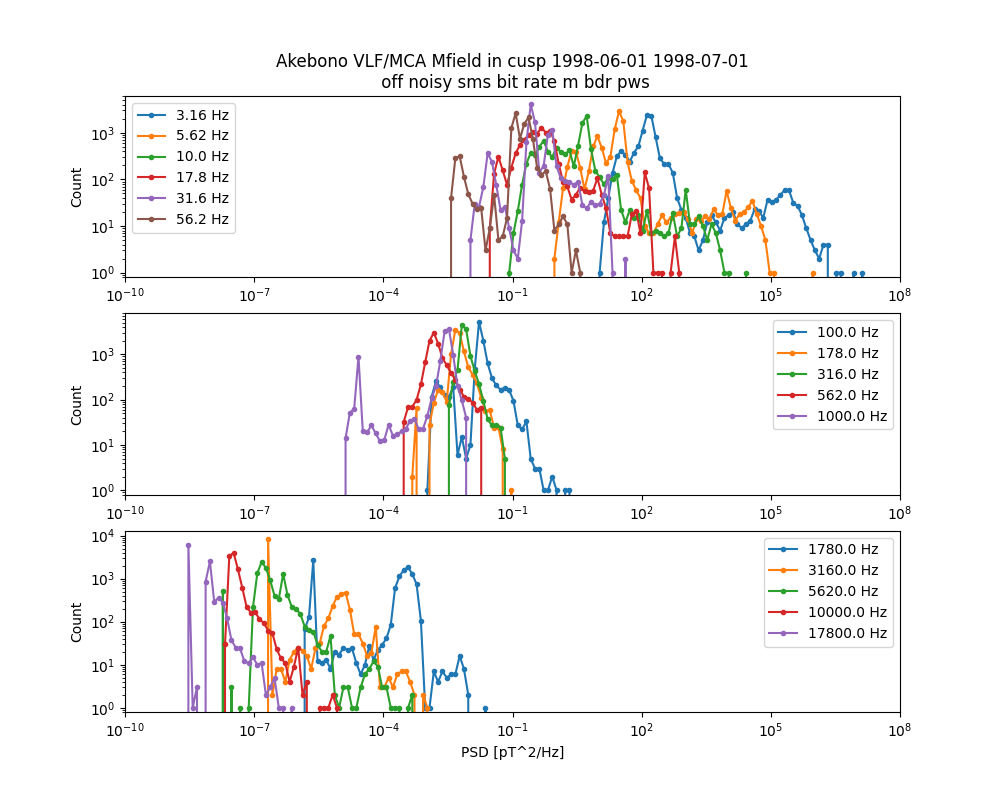 Akebono VLF/MCA Mfield in cusp 1998-06-01 1998-07-01
off noisy sms bit rate m bdr pws
Count
10^3
10^2
10^1
10^0
3.16 Hz
5.62 Hz
10.0 Hz
17.8 Hz
31.6 Hz
56.2 Hz
10^-10 10^-7 10^-4 10^-1 10^2 10^5 10^8
Count
10^3
10^2
10^1
10^0
100.0 Hz
178.0 Hz
316.0 Hz
562.0 Hz
1000.0 Hz
10^-10 10^-7 10^-4 10^-1 10^2 10^5 10^8
Count
10^4
10^3
10^2
10^1
10^0
1780.0 Hz
3160.0 Hz
5620.0 Hz
10000.0 Hz
17800.0 Hz
10^-10 10^-7 10^-4 10^-1 10^2 10^5 10^8
PSD [pT^2/Hz]